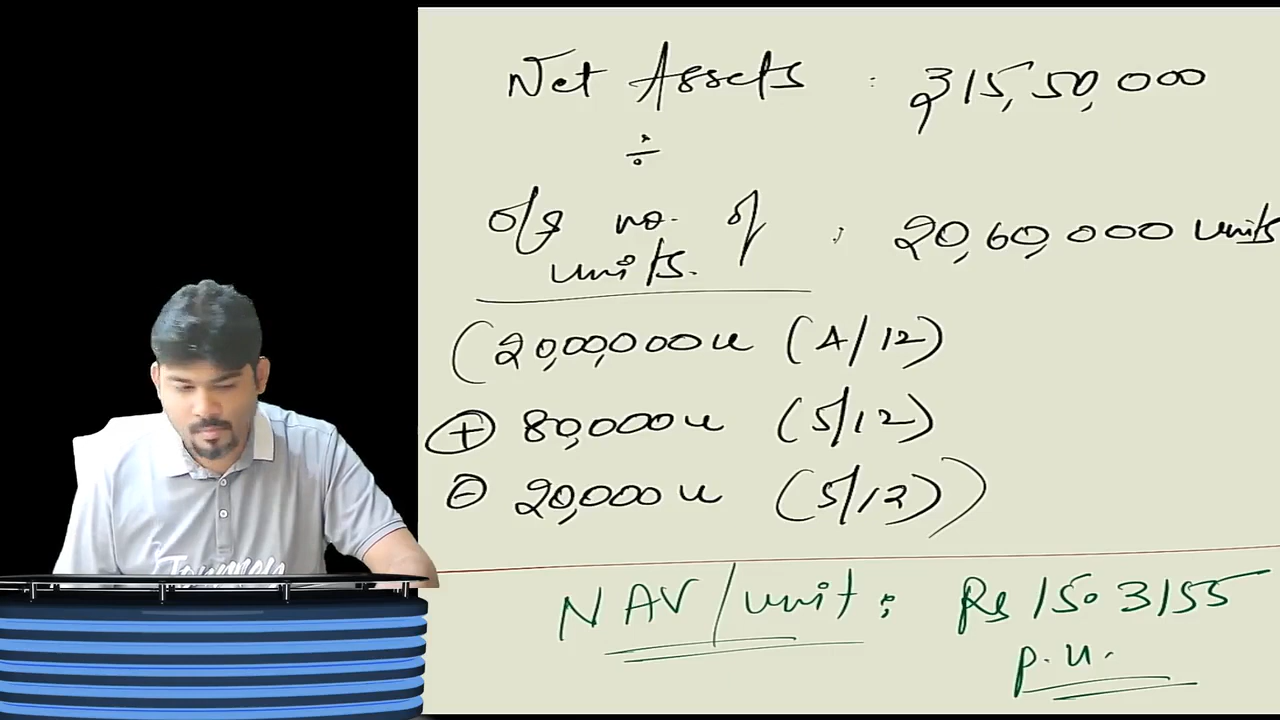 Net Assets : ₹315,50,000
÷
o/s no. of units. : 20,60,000 units
(20,00,000 u (4/12)
+ 80,000 u (5/12)
- 20,000 u (5/12))
NAV/unit : Rs 15.3155
p.u.